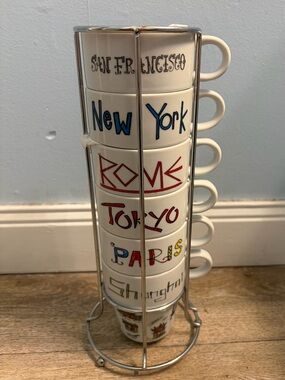 SAN FRANCISCO
New York
ROME
TOKYO
PARIS
Shanghai